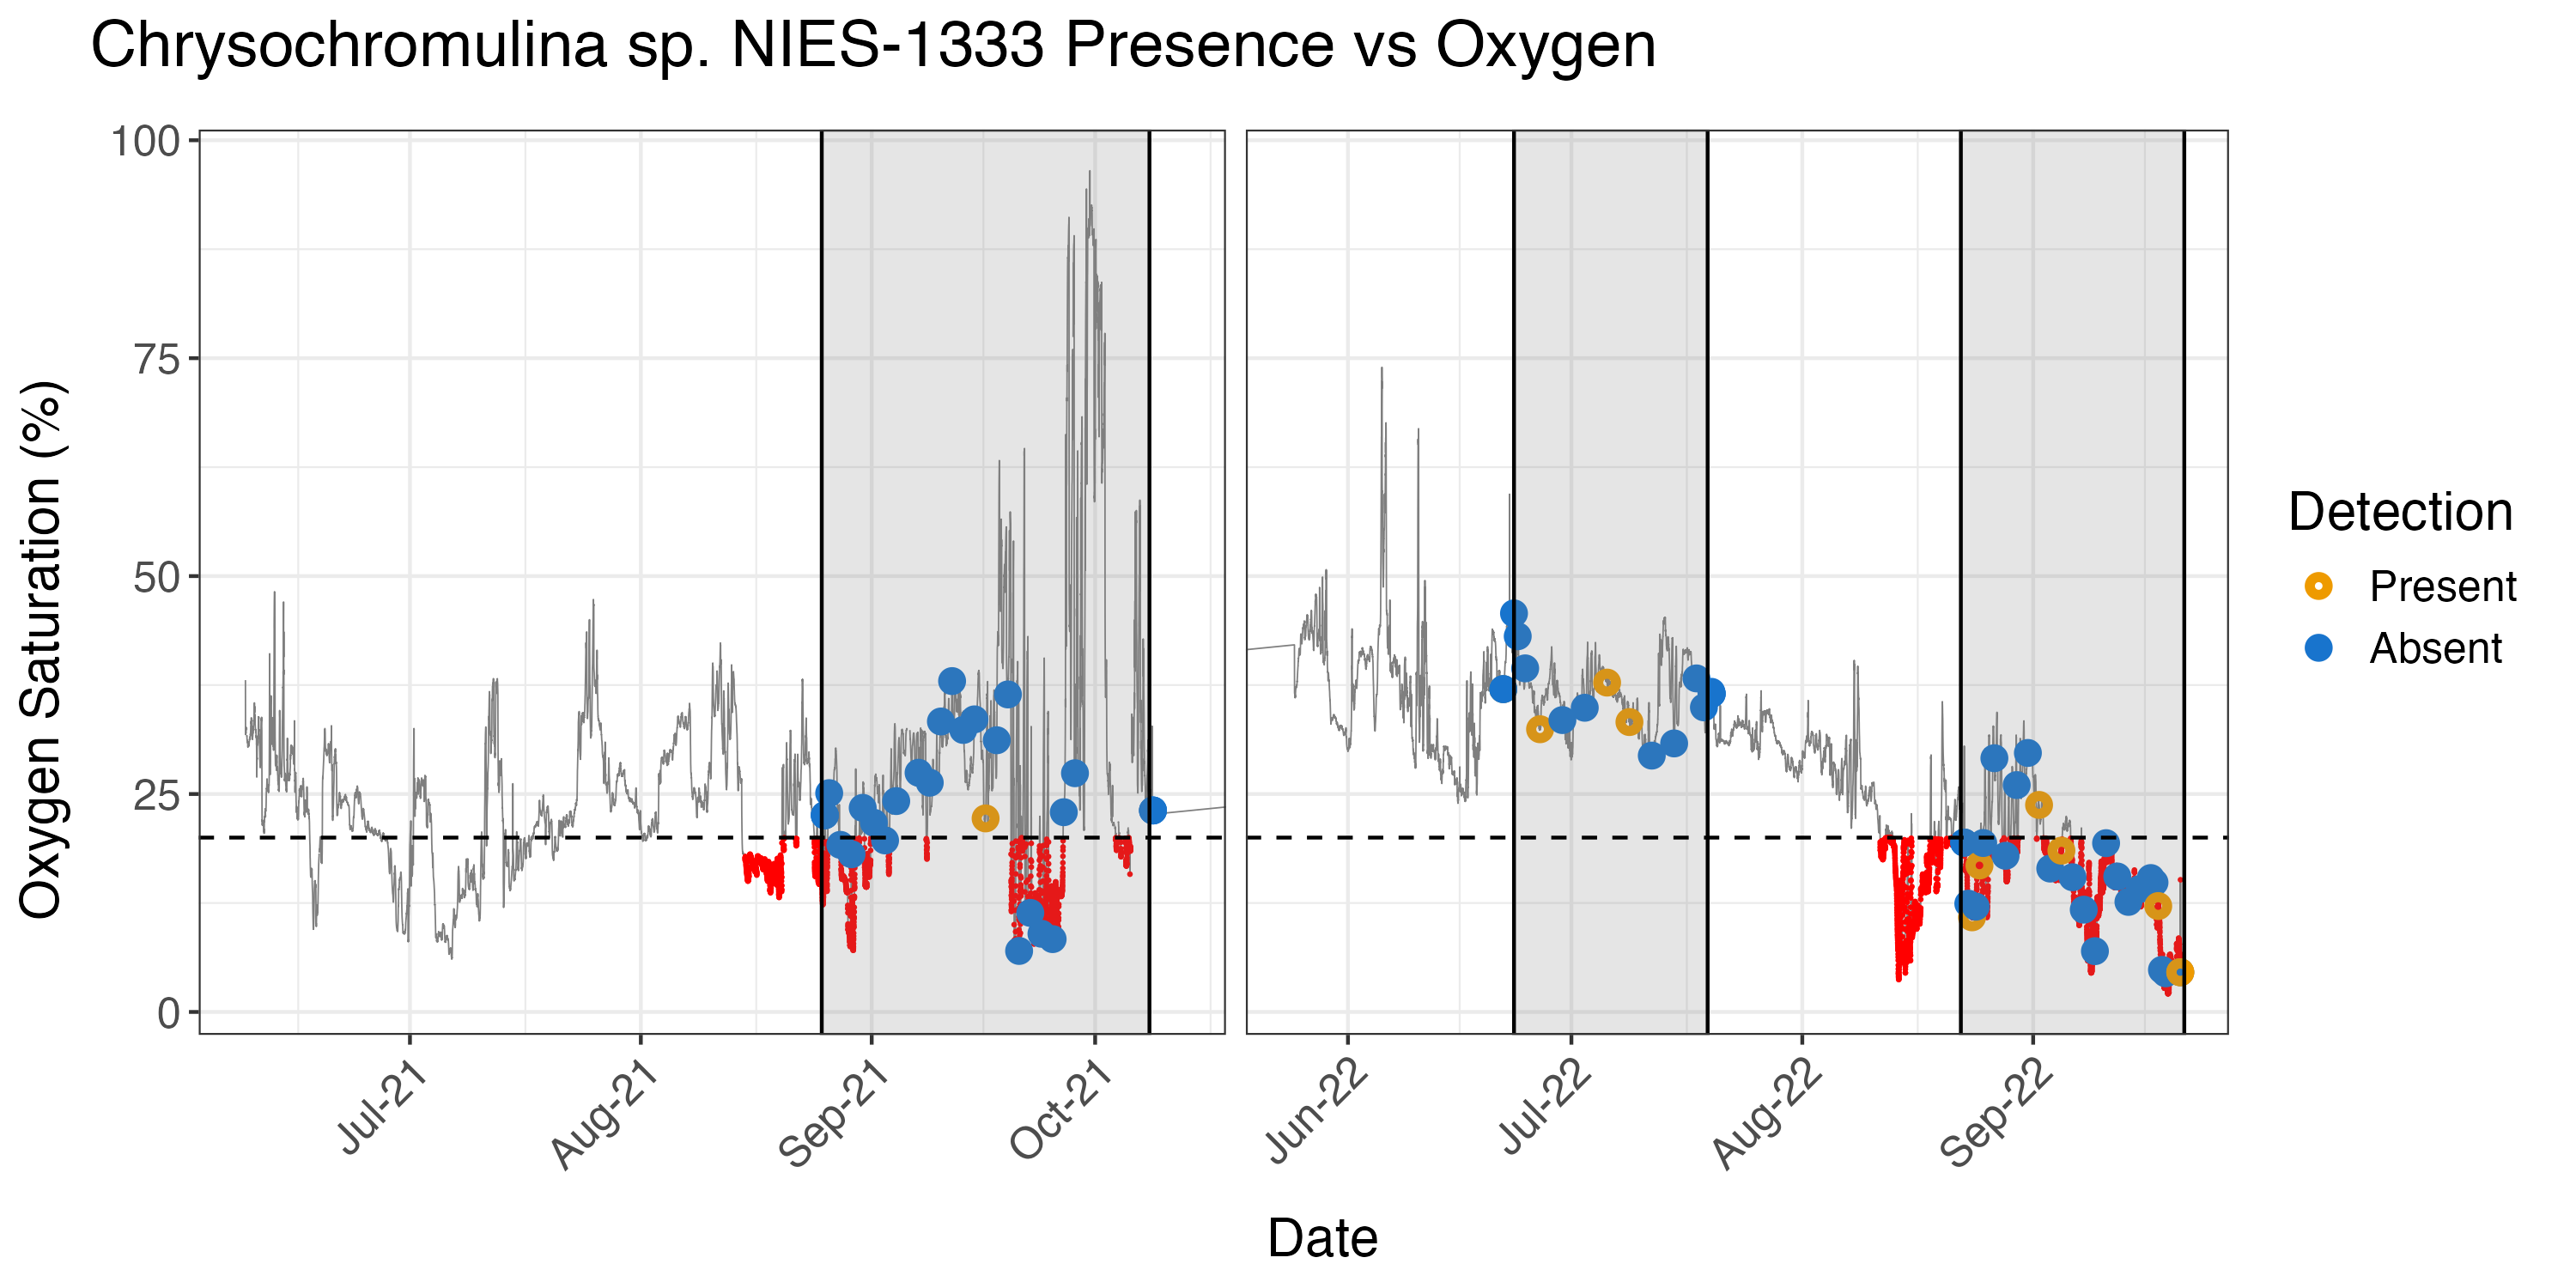 Chrysochromulina sp. NIES-1333 Presence vs Oxygen
Oxygen Saturation (%)
100
75
50
25
0
Jul-21
Aug-21
Sep-21
Oct-21
Jun-22
Jul-22
Aug-22
Sep-22
Date
Detection
Present
Absent